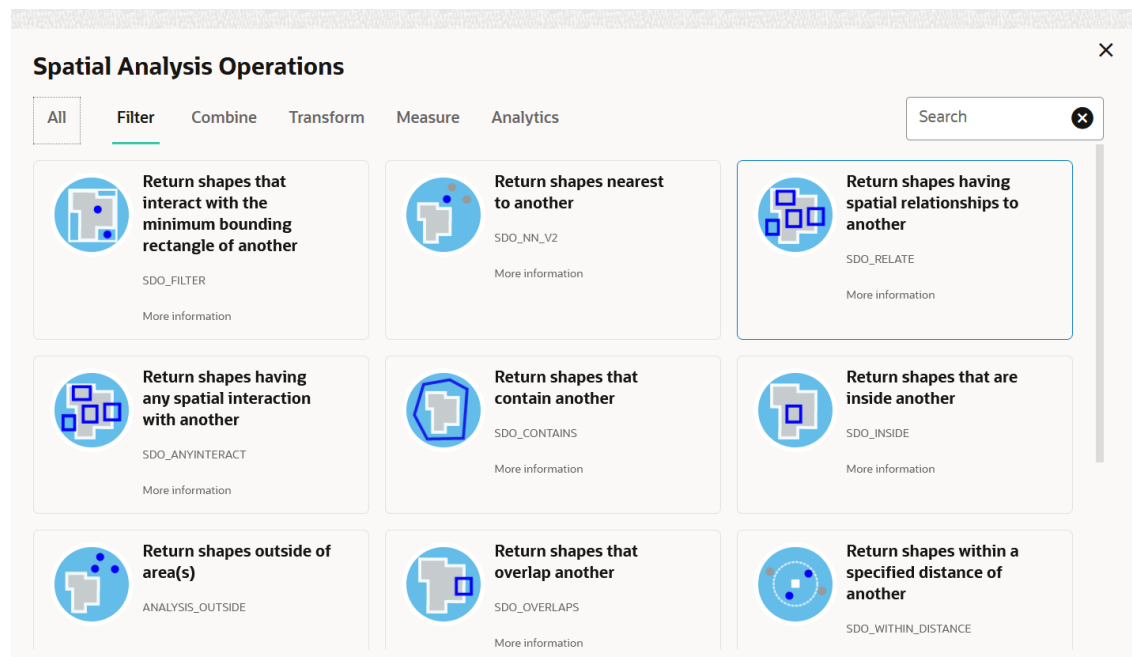 Spatial Analysis Operations
All
Filter
Combine
Transform
Measure
Analytics
Search
Return shapes that
interact with the
minimum bounding
rectangle of another
SDO_FILTER
More information
Return shapes nearest
to another
SDO_NN_V2
More information
Return shapes having
spatial relationships to
another
SDO_RELATE
More information
Return shapes having
any spatial interaction
with another
SDO_ANYINTERACT
More information
Return shapes that
contain another
SDO_CONTAINS
More information
Return shapes that are
inside another
SDO_INSIDE
More information
Return shapes outside of
area(s)
ANALYSIS_OUTSIDE
Return shapes that
overlap another
SDO_OVERLAPS
More information
Return shapes within a
specified distance of
another
SDO_WITHIN_DISTANCE